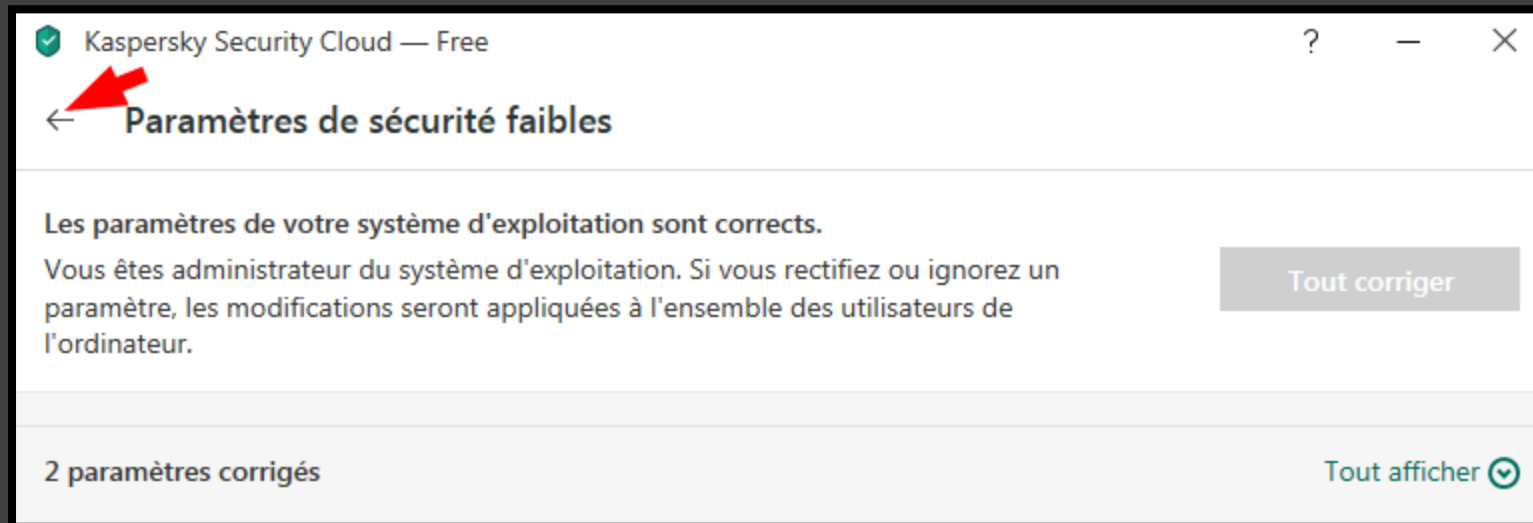 Kaspersky Security Cloud — Free
?
Paramètres de sécurité faibles
Les paramètres de votre système d'exploitation sont corrects.
Vous êtes administrateur du système d'exploitation. Si vous rectifiez ou ignorez un
paramètre, les modifications seront appliquées à l'ensemble des utilisateurs de
l'ordinateur.
Tout corriger
2 paramètres corrigés
Tout afficher